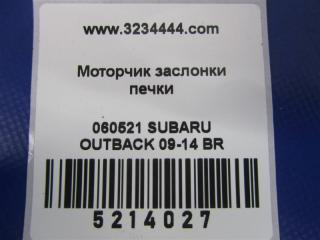 www.3234444.com
Моторчик заслонки
печки
060521 SUBARU
OUTBACK 09-14 BR
5214027